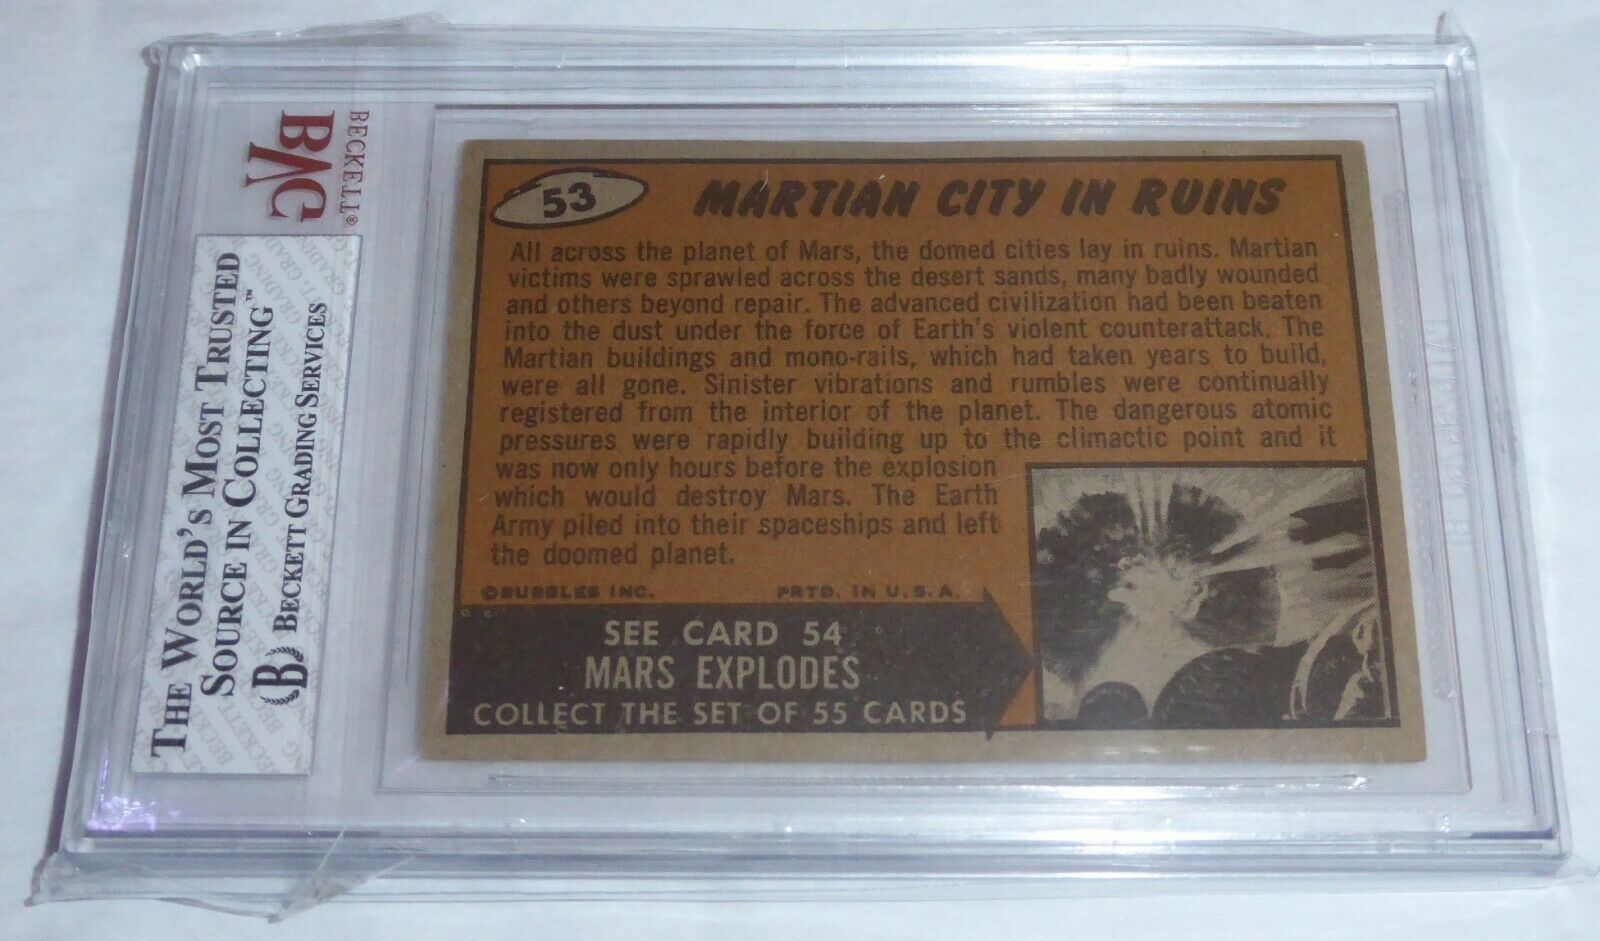 BECKETT®
BVG
THE WORLD'S MOST TRUSTED
SOURCE IN COLLECTING™
B BECKETT GRADING SERVICES
53
MARTIAN CITY IN RUINS
All across the planet of Mars, the domed cities lay in ruins. Martian
victims were sprawled across the desert sands, many badly wounded
and others beyond repair. The advanced civilization had been beaten
into the dust under the force of Earth's violent counterattack. The
Martian buildings and mono-rails, which had taken years to build,
were all gone. Sinister vibrations and rumbles were continually
registered from the interior of the planet. The dangerous atomic
pressures were rapidly building up to the climactic point and it
was now only hours before the explosion
which would destroy Mars. The Earth
Army piled into their spaceships and left
the doomed planet.
©BUBBLES INC. PRTD. IN U.S.A.
SEE CARD 54
MARS EXPLODES
COLLECT THE SET OF 55 CARDS